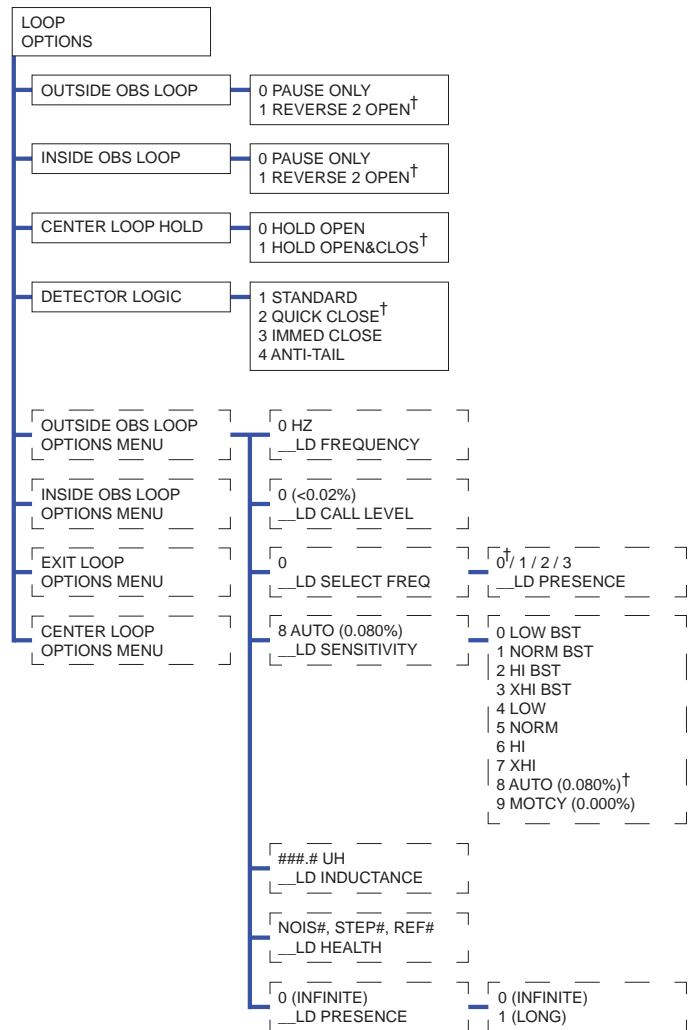 LOOP
OPTIONS
OUTSIDE OBS LOOP
0 PAUSE ONLY
1 REVERSE 2 OPEN†
INSIDE OBS LOOP
0 PAUSE ONLY
1 REVERSE 2 OPEN†
CENTER LOOP HOLD
0 HOLD OPEN
1 HOLD OPEN&CLOS†
DETECTOR LOGIC
1 STANDARD
2 QUICK CLOSE†
3 IMMED CLOSE
4 ANTI-TAIL
OUTSIDE OBS LOOP
OPTIONS MENU
0 HZ
__LD FREQUENCY
INSIDE OBS LOOP
OPTIONS MENU
0 (<0.02%)
__LD CALL LEVEL
EXIT LOOP
OPTIONS MENU
0
__LD SELECT FREQ
0†/ 1 / 2 / 3
__LD PRESENCE
CENTER LOOP
OPTIONS MENU
8 AUTO (0.080%)
__LD SENSITIVITY
0 LOW BST
1 NORM BST
2 HI BST
3 XHI BST
4 LOW
5 NORM
6 HI
7 XHI
8 AUTO (0.080%)†
9 MOTCY (0.000%)
###.# UH
__LD INDUCTANCE
NOIS#, STEP#, REF#
__LD HEALTH
0 (INFINITE)
__LD PRESENCE
0 (INFINITE)
1 (LONG)